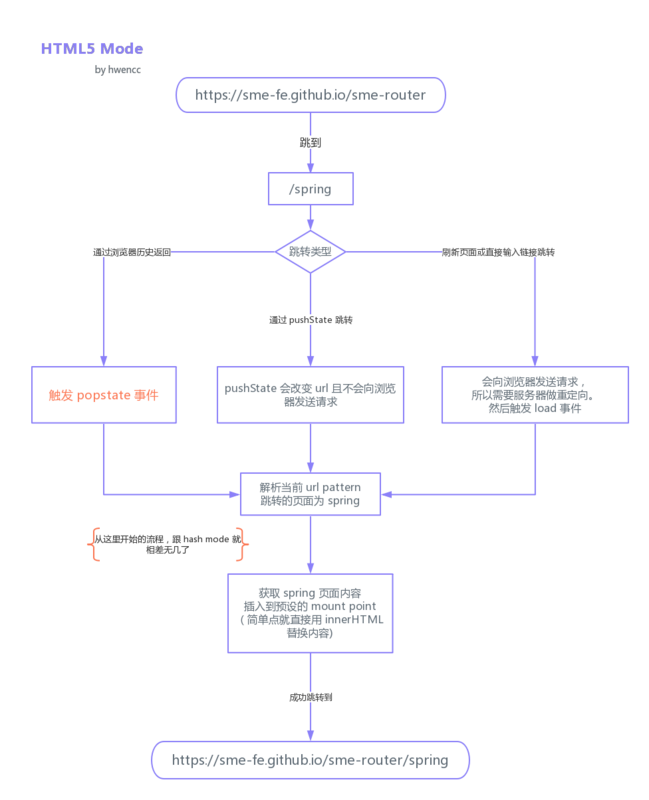 HTML5 Mode
by hwencc
https://sme-fe.github.io/sme-router
跳到
/spring
跳转类型
通过浏览器历史返回
刷新页面或直接输入链接跳转
通过 pushState 跳转
触发 popstate 事件
pushState 会改变 url 且不会向浏览
器发送请求
会向浏览器发送请求，
所以需要服务器做重定向。
然后触发 load 事件
解析当前 url pattern
跳转的页面为 spring
从这里开始的流程，跟 hash mode 就
相差无几了
获取 spring 页面内容
插入到预设的 mount point
（简单点就直接用 innerHTML
替换内容)
成功跳转到
https://sme-fe.github.io/sme-router/spring